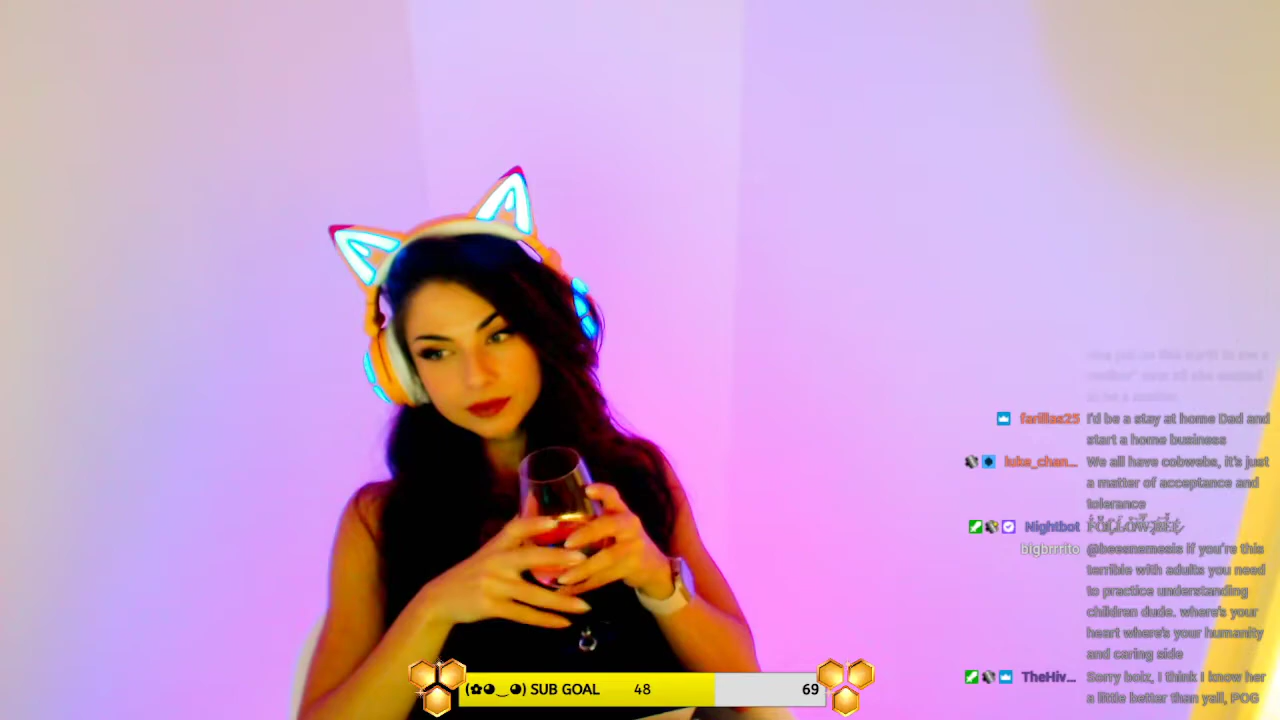 farillas25 I'd be a stay at home Dad and
start a home business
luke_chan... We all have cobwebs, it's just
a matter of acceptance and
tolerance
Nightbot
bigbrrrito @beesnemesis if you're this
terrible with adults you need
to practice understanding
children dude. where's your
heart where's your humanity
and caring side
TheHiv... Sorry bolz, I think I know her
a little better than yall, POG
(✿◕‿◕) SUB GOAL 48 69